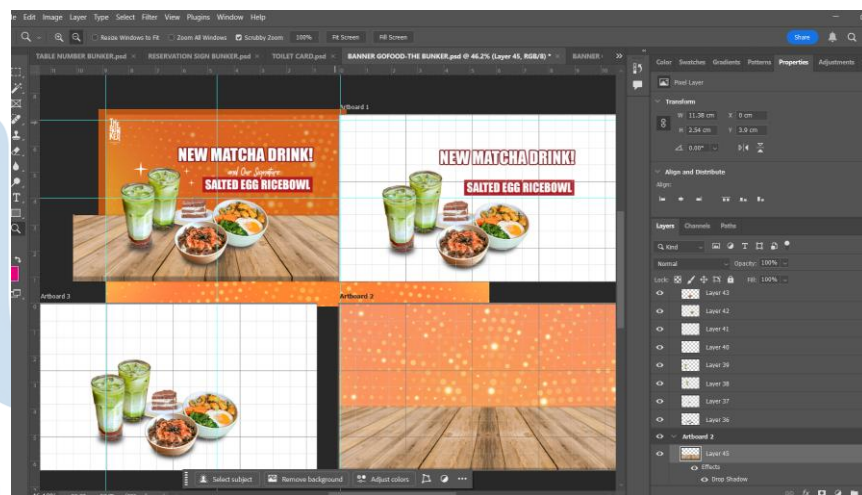 File Edit Image Layer Type Select Filter View Plugins Window Help
Resize Windows to Fit Zoom All Windows Scrubby Zoom 100% Fit Screen Fill Screen Share
TABLE NUMBER BUNKER.psd × RESERVATION SIGN BUNKER.psd × TOILET CARD.psd × BANNER GOFOOD-THE BUNKER.psd @ 46.2% (Layer 45, RGB/8) * × BANNER
Color Swatches Gradients Patterns Properties Adjustments
Pixel Layer
Transform
W 11.38 cm X 0 cm
H 2.54 cm Y 3.9 cm
0.00°
Align and Distribute
Align:
Layers Channels Paths
Q Kind
Normal Opacity: 100%
Lock: Fill: 100%
Layer 43
Layer 42
Layer 41
Layer 40
Layer 39
Layer 38
Layer 37
Layer 36
Artboard 2
Layer 45
Effects
Drop Shadow
Artboard 1
THE BUNKER
NEW MATCHA DRINK!
and Our Signature
SALTED EGG RICEBOWL
NEW MATCHA DRINK!
SALTED EGG RICEBOWL
Artboard 3
Artboard 2
Select subject Remove background Adjust colors